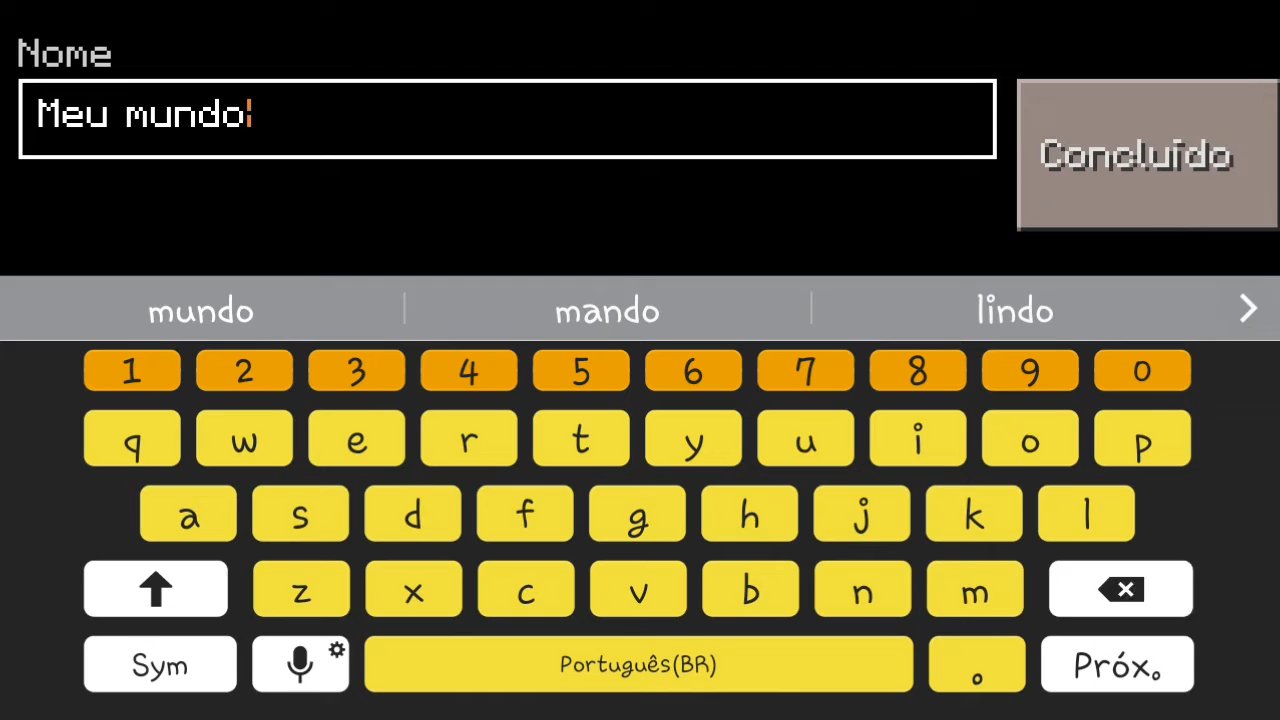 Nome
Meu mundo
Concluído
mundo mando lindo
1 2 3 4 5 6 7 8 9 0
q w e r t y u i o p
a s d f g h j k l
z x c v b n m
Sym Português(BR) . Próx.